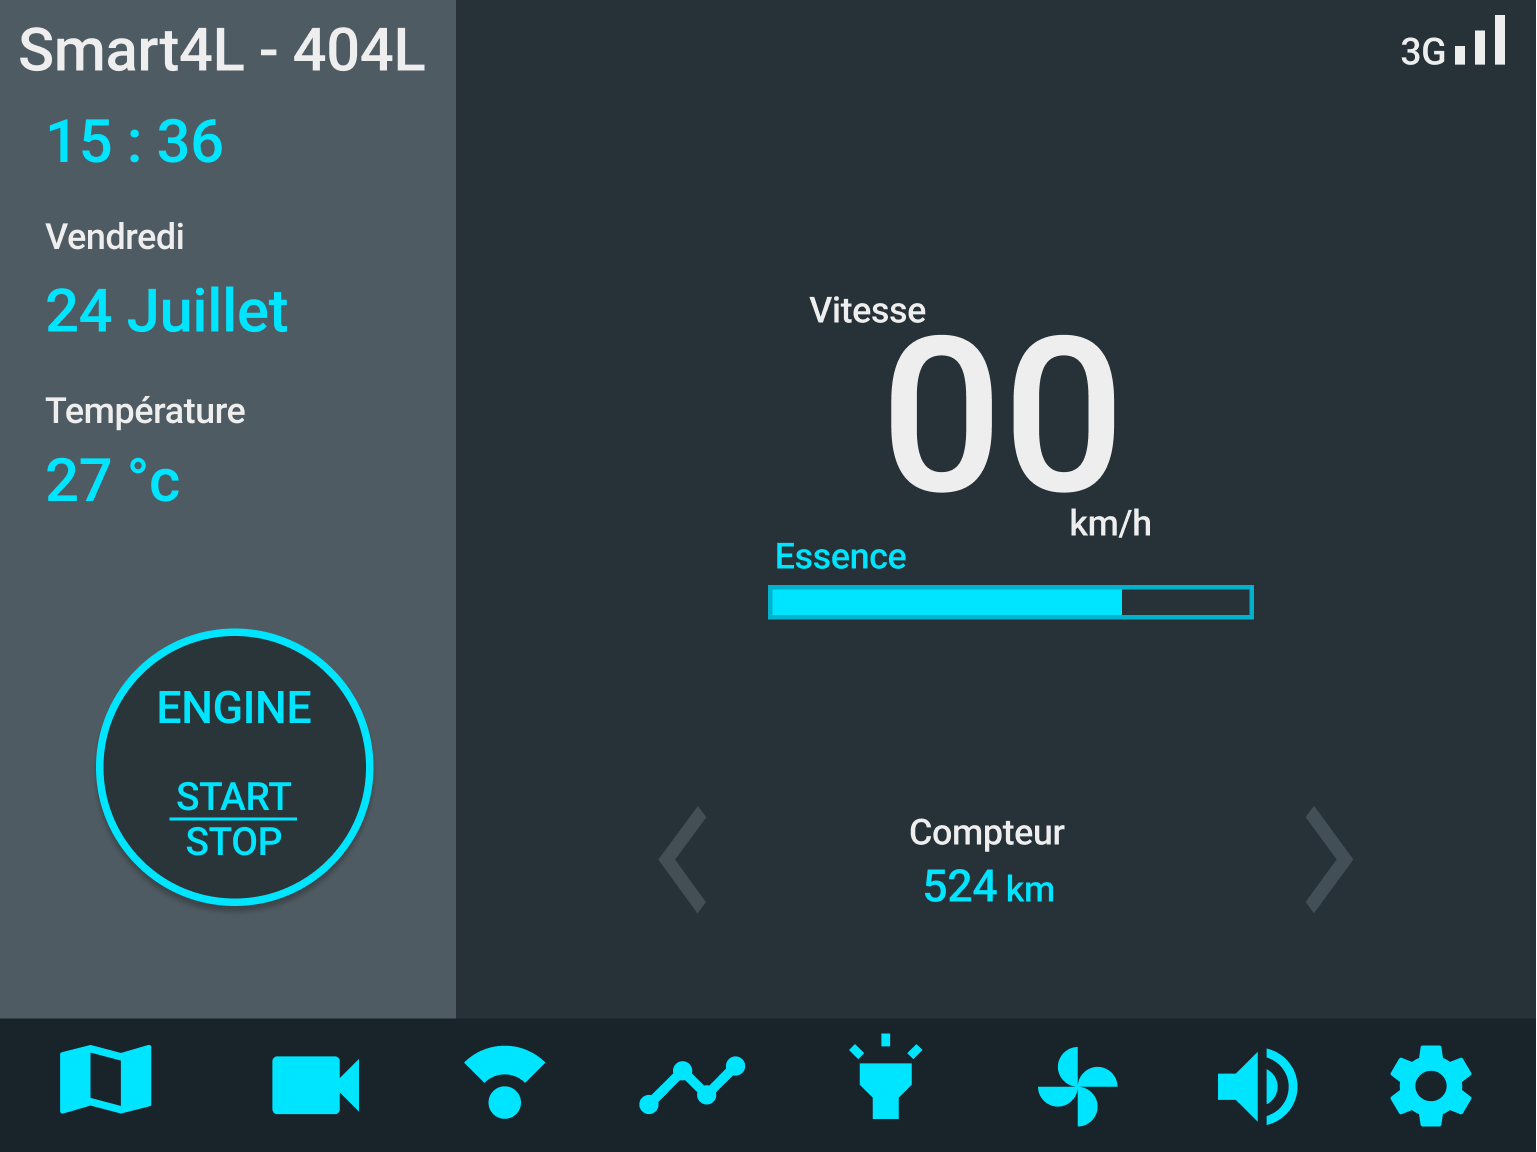 Smart4L - 404L
15 : 36
Vendredi
24 Juillet
Température
27 °c
ENGINE
START
STOP
3G
Vitesse
00
km/h
Essence
Compteur
524 km